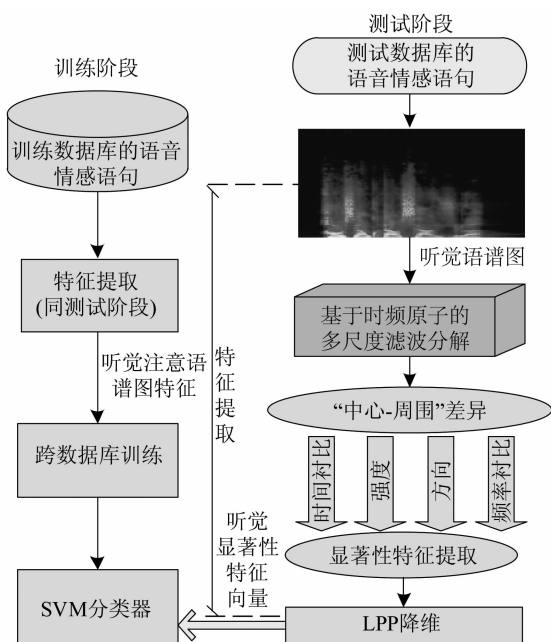 训练阶段
训练数据库的语音
情感语句
特征提取
(同测试阶段)
听觉注意语
谱图特征
跨数据库训练
SVM分类器
特征提取
听觉
显著性
特征
向量
测试阶段
测试数据库的
语音情感语句
听觉语谱图
基于时频原子的
多尺度滤波分解
“中心-周围”差异
时间衬比
强度
方向
频率衬比
显著性特征提取
LPP降维